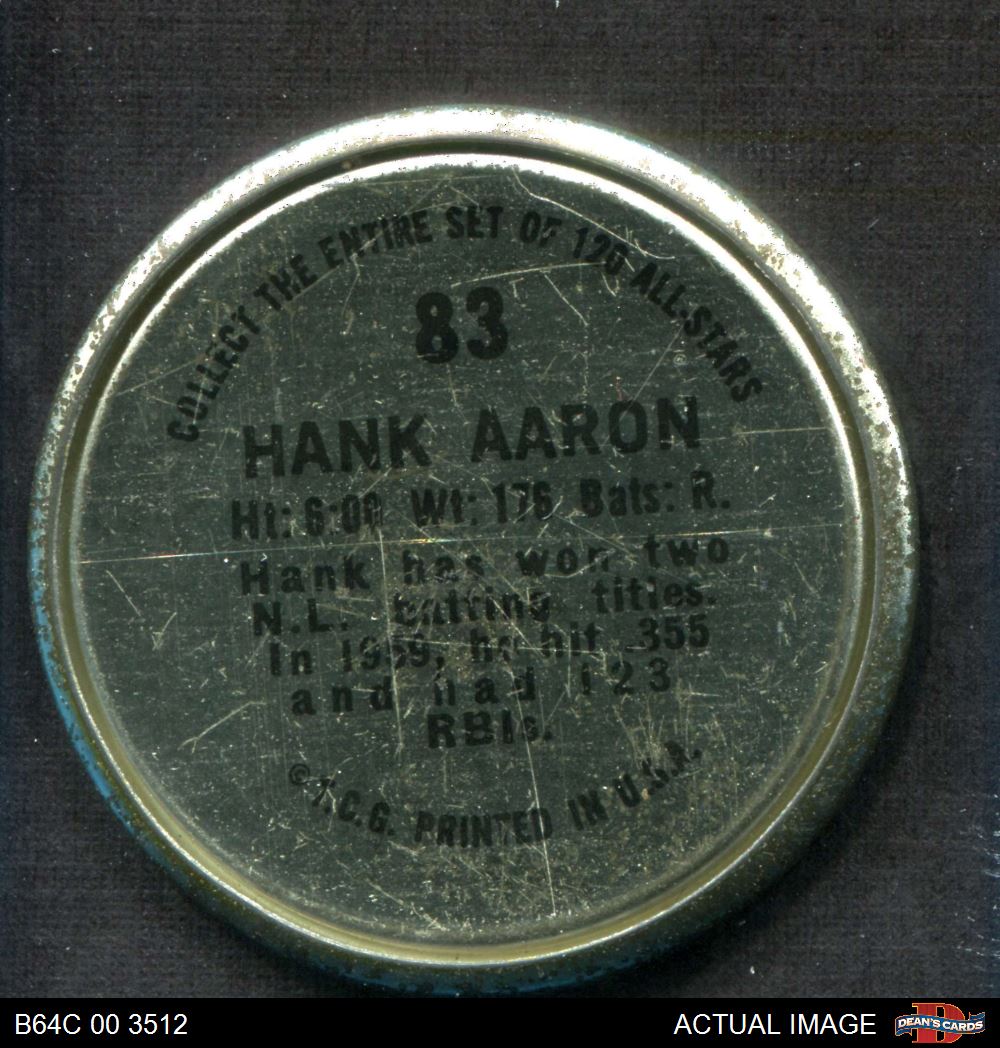 COLLECT THE ENTIRE SET OF 120 ALL-STARS
83
HANK AARON
Ht: 6:00 Wt: 176 Bats: R.
Hank has won two
N.L. batting titles.
In 1959, he hit .355
and had 123
RBIs.
© T.C.G. PRINTED IN U.S.A.
B64C 00 3512
ACTUAL IMAGE
DEAN'S CARDS